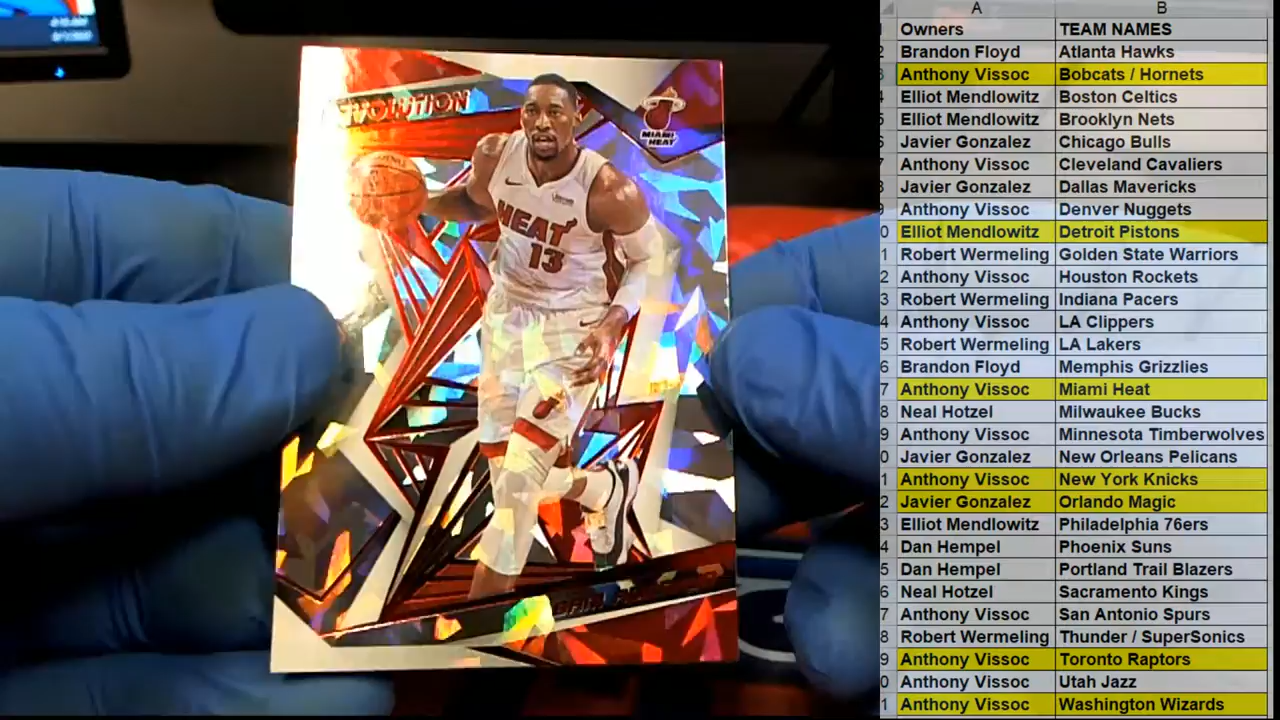 EVOLUTION
MIAMI
HEAT
HEAT
13
A B
Owners TEAM NAMES
Brandon Floyd Atlanta Hawks
Anthony Vissoc Bobcats / Hornets
Elliot Mendlowitz Boston Celtics
Elliot Mendlowitz Brooklyn Nets
Javier Gonzalez Chicago Bulls
Anthony Vissoc Cleveland Cavaliers
Javier Gonzalez Dallas Mavericks
Anthony Vissoc Denver Nuggets
Elliot Mendlowitz Detroit Pistons
Robert Wermeling Golden State Warriors
Anthony Vissoc Houston Rockets
Robert Wermeling Indiana Pacers
Anthony Vissoc LA Clippers
Robert Wermeling LA Lakers
Brandon Floyd Memphis Grizzlies
Anthony Vissoc Miami Heat
Neal Hotzel Milwaukee Bucks
Anthony Vissoc Minnesota Timberwolves
Javier Gonzalez New Orleans Pelicans
Anthony Vissoc New York Knicks
Javier Gonzalez Orlando Magic
Elliot Mendlowitz Philadelphia 76ers
Dan Hempel Phoenix Suns
Dan Hempel Portland Trail Blazers
Neal Hotzel Sacramento Kings
Anthony Vissoc San Antonio Spurs
Robert Wermeling Thunder / SuperSonics
Anthony Vissoc Toronto Raptors
Anthony Vissoc Utah Jazz
Anthony Vissoc Washington Wizards